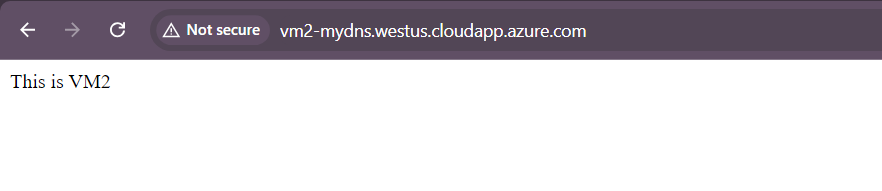 Not secure vm2-mydns.westus.cloudapp.azure.com
This is VM2